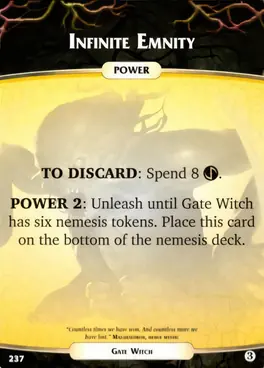 INFINITE EMNITY
POWER
TO DISCARD: Spend 8 .
POWER 2: Unleash until Gate Witch
has six nemesis tokens. Place this card
on the bottom of the nemesis deck.
"Countless times we have won. And countless more we
have lost."
GATE WITCH
237
3